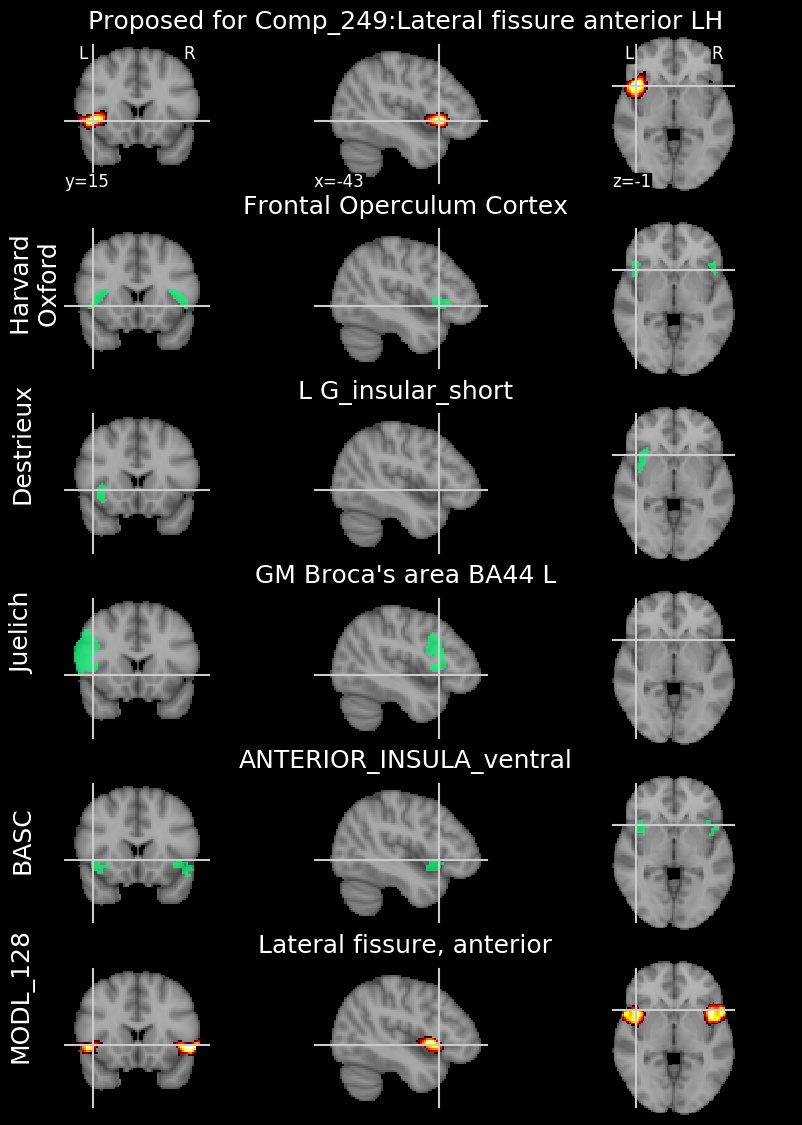 Proposed for Comp_249:Lateral fissure anterior LH
L R L R
y=15 x=-43 z=-1
Frontal Operculum Cortex
Harvard
Oxford
L G_insular_short
Destrieux
GM Broca's area BA44 L
Juelich
ANTERIOR_INSULA_ventral
BASC
Lateral fissure, anterior
MODL_128